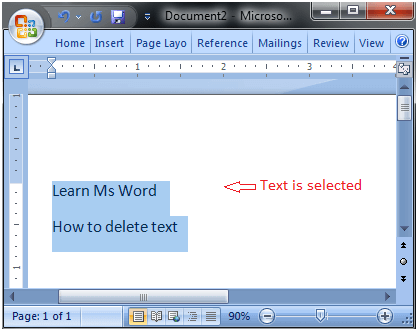 Document2 - Microso...
Home Insert Page Layo Reference Mailings Review View
1 2 3
Learn Ms Word
Text is selected
How to delete text
Page: 1 of 1 90%